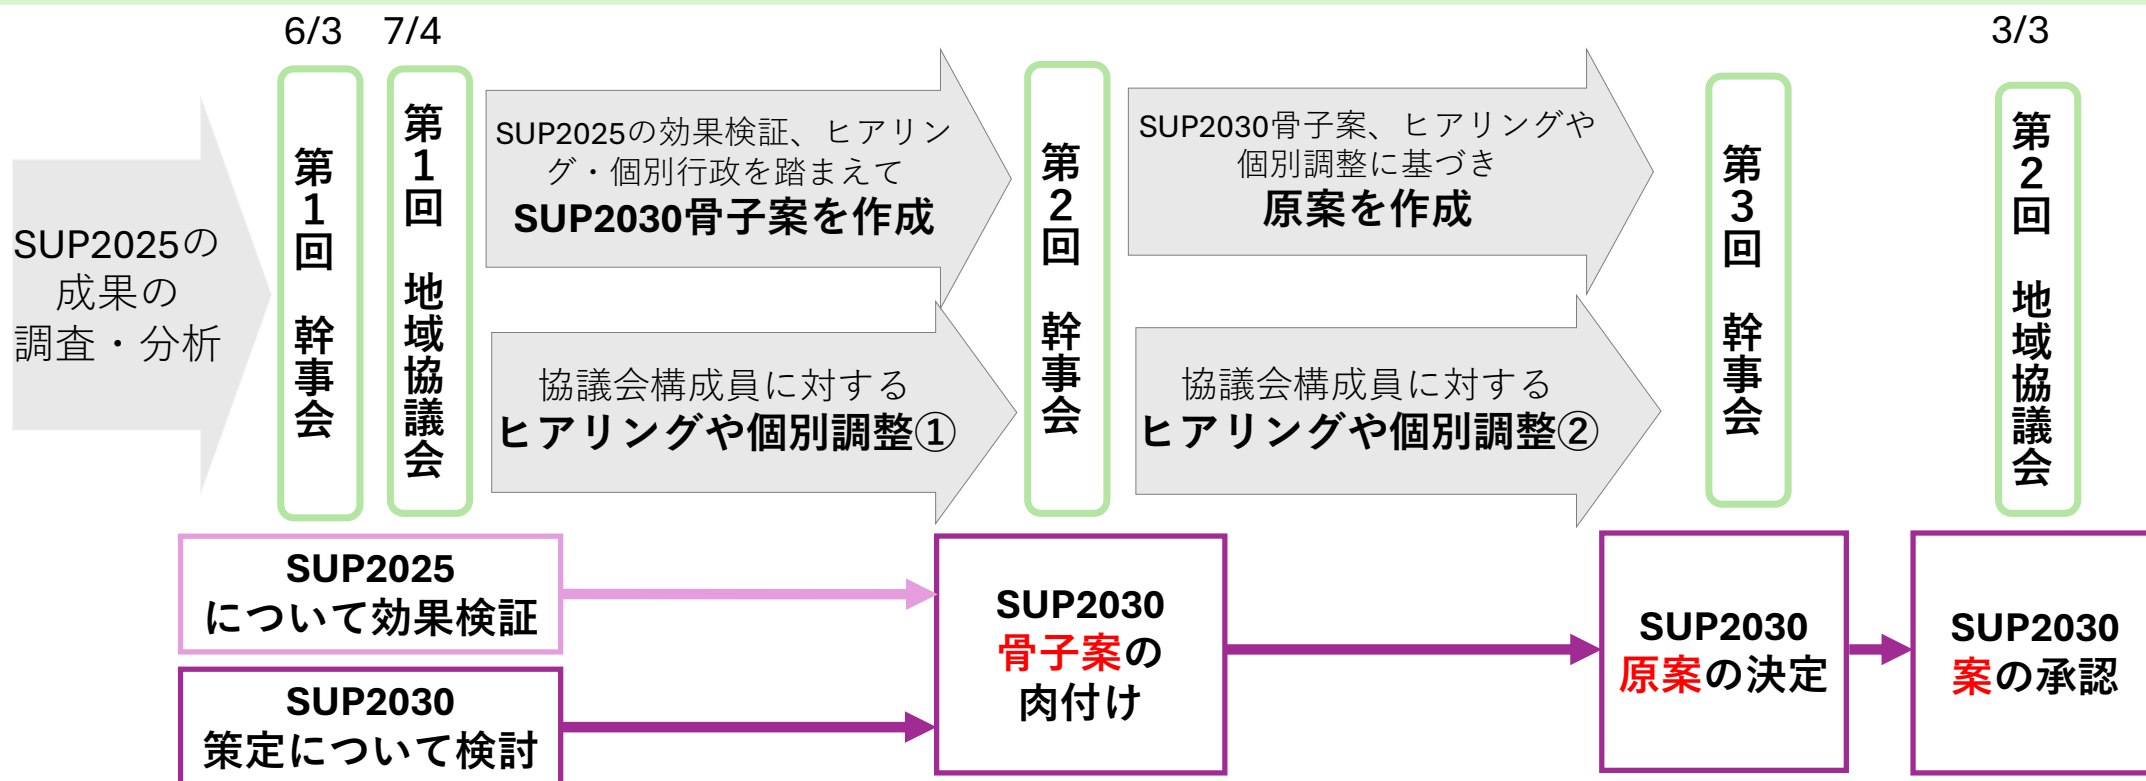 6/3
7/4
3/3
SUP2025の
成果の
調査・分析
第1回 幹事会
第1回 地域協議会
SUP2025の効果検証、ヒアリン
グ・個別行政を踏まえて
SUP2030骨子案を作成
協議会構成員に対する
ヒアリングや個別調整①
第2回 幹事会
SUP2030骨子案、ヒアリングや
個別調整に基づき
原案を作成
協議会構成員に対する
ヒアリングや個別調整②
第3回 幹事会
第2回 地域協議会
SUP2025
について効果検証
SUP2030
策定について検討
SUP2030
骨子案の
肉付け
SUP2030
原案の決定
SUP2030
案の承認